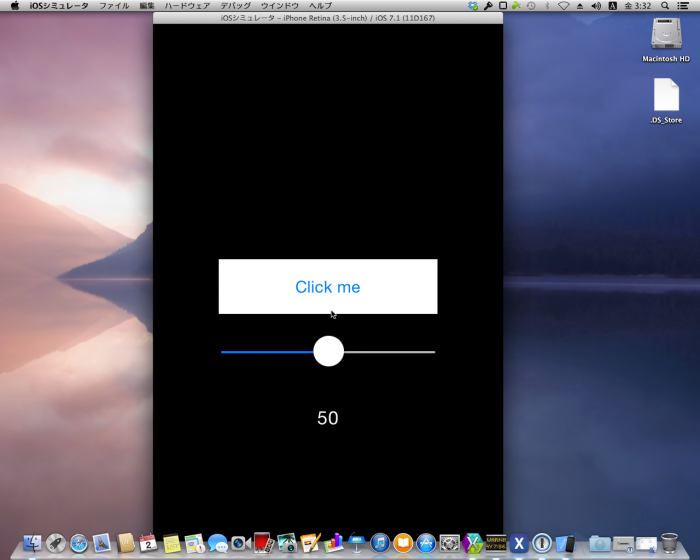 iOSシミュレータ ファイル 編集 ハードウェア デバッグ ウインドウ ヘルプ
A 金 3:32
iOSシミュレータ - iPhone Retina (3.5-inch) / iOS 7.1 (11D167)
Macintosh HD
.DS_Store
Click me
50
2